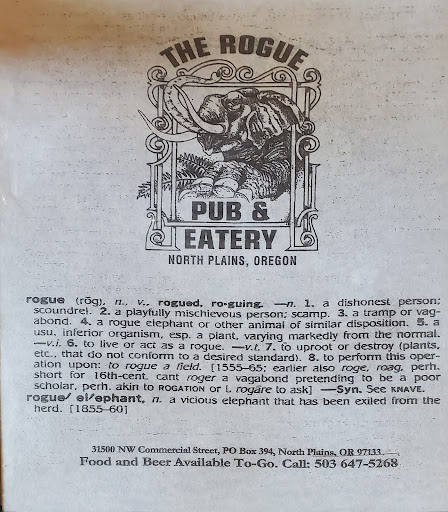 THE ROGUE
PUB &
EATERY
NORTH PLAINS, OREGON
rogue (rōg), n., v., rogued, ro·guing. —n. 1. a dishonest person;
scoundrel. 2. a playfully mischievous person; scamp. 3. a tramp or vag-
abond. 4. a rogue elephant or other animal of similar disposition. 5. a
usu. inferior organism, esp. a plant, varying markedly from the normal.
—v.i. 6. to live or act as a rogue. —v.t. 7. to uproot or destroy (plants,
etc., that do not conform to a desired standard). 8. to perform this oper-
ation upon: to rogue a field. [1555–65; earlier also roge, roag, perh.
short for 16th-cent. cant roger a vagabond pretending to be a poor
scholar, perh. akin to ROGATION or L rogāre to ask] —Syn. See KNAVE.
rogue/ el/ephant, n. a vicious elephant that has been exiled from the
herd. [1855–60]
31500 NW Commercial Street, PO Box 394, North Plains, OR 97133
Food and Beer Available To-Go. Call: 503 647-5268